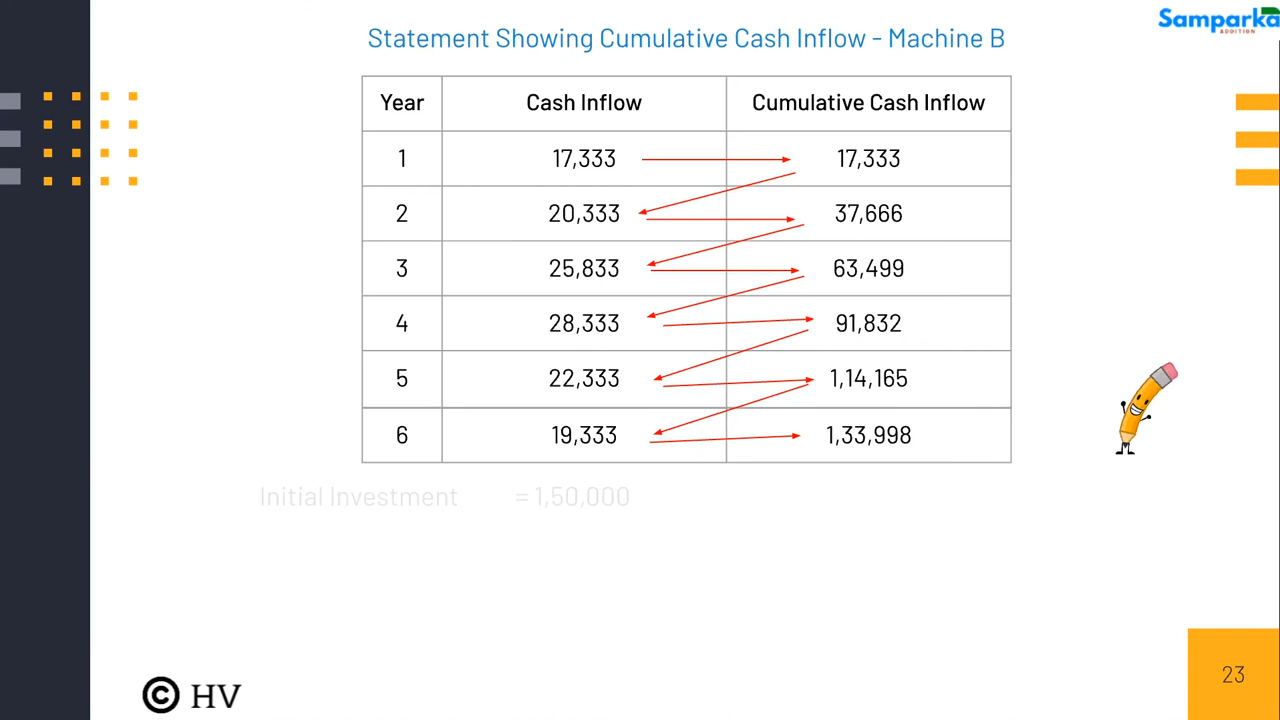 Samparka
ADDITION
Statement Showing Cumulative Cash Inflow - Machine B
Year Cash Inflow Cumulative Cash Inflow
1 17,333 17,333
2 20,333 37,666
3 25,833 63,499
4 28,333 91,832
5 22,333 1,14,165
6 19,333 1,33,998
Initial Investment = 1,50,000
23
© HV